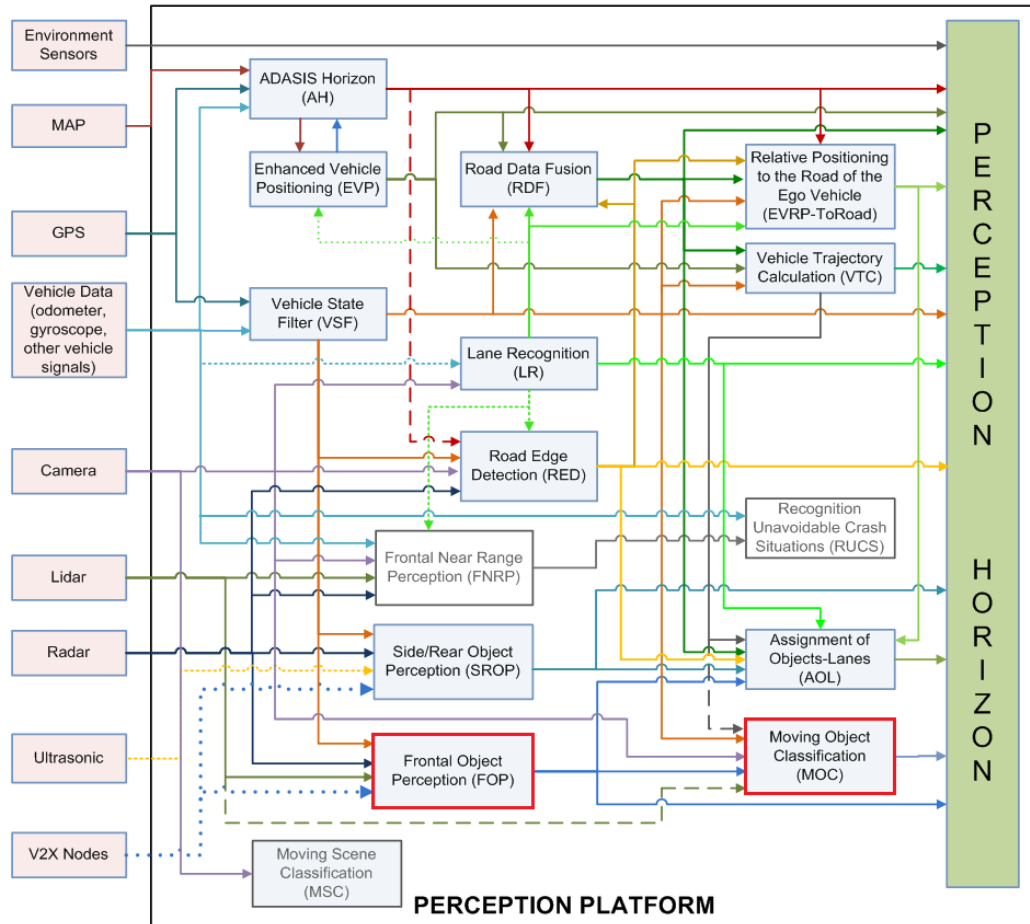 Environment
Sensors
MAP
GPS
Vehicle Data
(odometer,
gyroscope,
other vehicle
signals)
Camera
Lidar
Radar
Ultrasonic
V2X Nodes
ADASIS Horizon
(AH)
Enhanced Vehicle
Positioning (EVP)
Road Data Fusion
(RDF)
Relative Positioning
to the Road of the
Ego Vehicle
(EVRP-ToRoad)
Vehicle Trajectory
Calculation (VTC)
Vehicle State
Filter (VSF)
Lane Recognition
(LR)
Road Edge
Detection (RED)
Recognition
Unavoidable Crash
Situations (RUCS)
Frontal Near Range
Perception (FNRP)
Side/Rear Object
Perception (SROP)
Assignment of
Objects-Lanes
(AOL)
Frontal Object
Perception (FOP)
Moving Object
Classification
(MOC)
Moving Scene
Classification
(MSC)
PERCEPTION PLATFORM
PERCEPTION
HORIZON